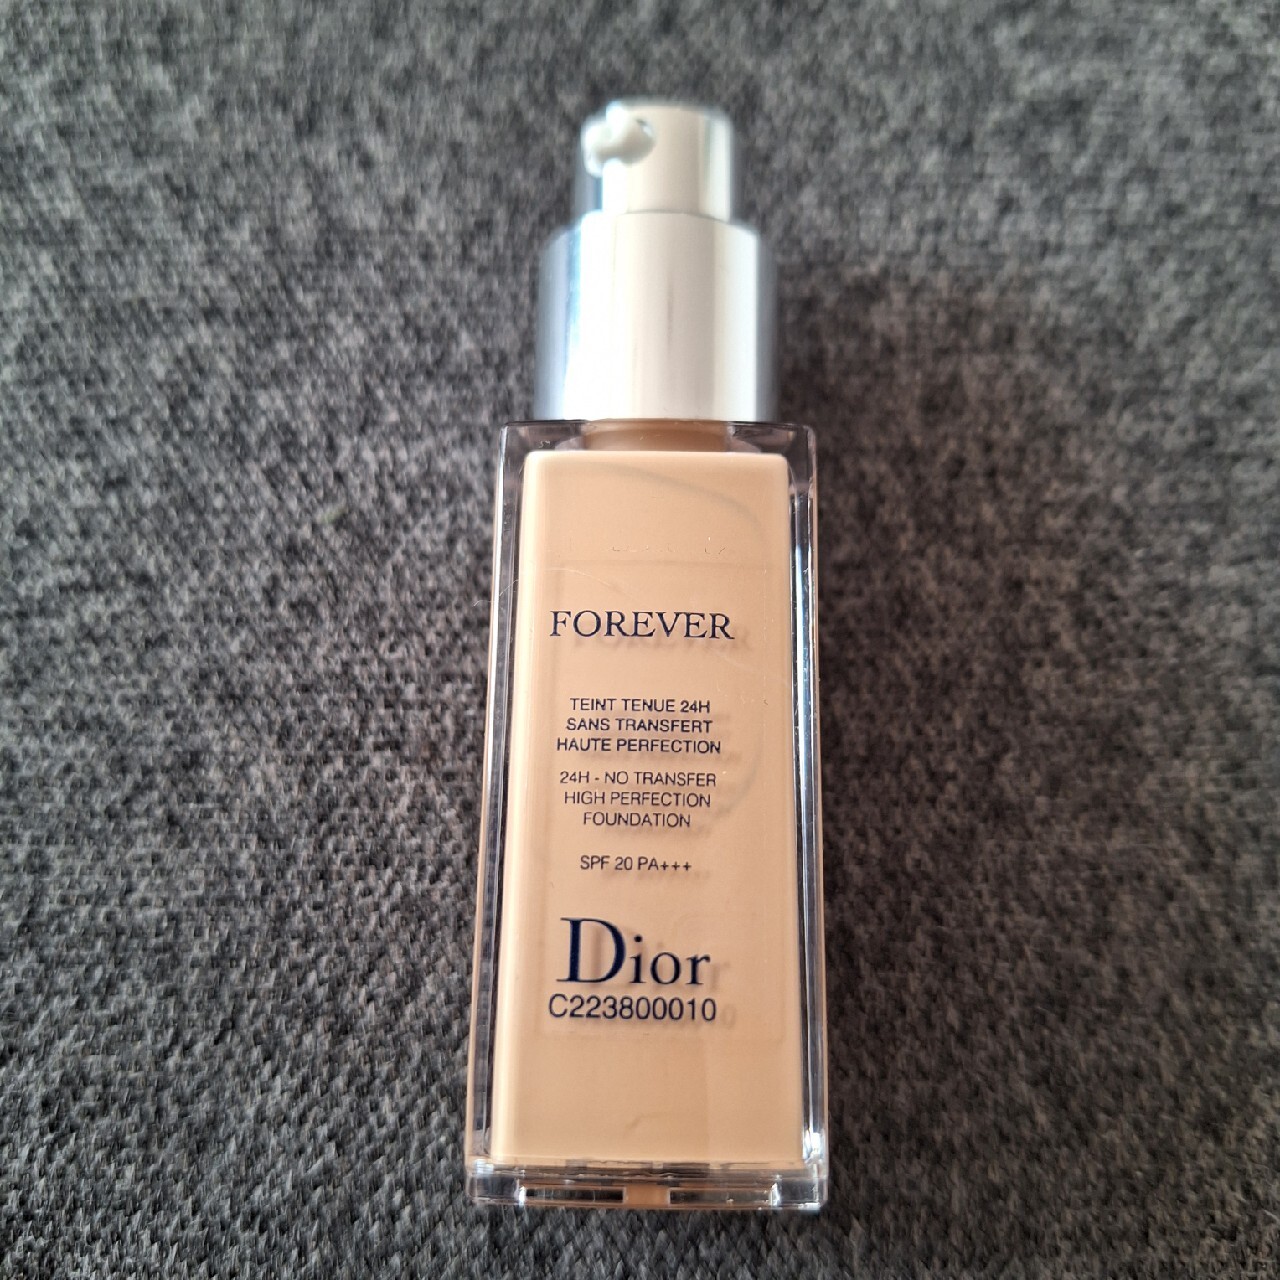 FOREVER
TEINT TENUE 24H
SANS TRANSFERT
HAUTE PERFECTION
24H - NO TRANSFER
HIGH PERFECTION
FOUNDATION
SPF 20 PA+++
Dior
C223800010